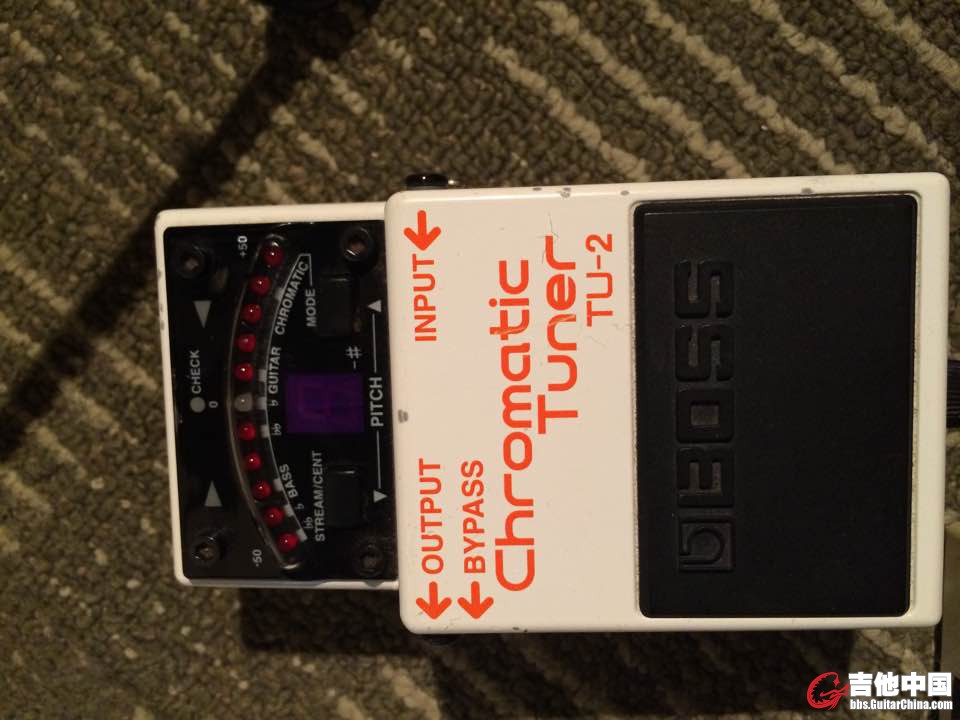 CHECK
0
-50 +50
♭♭ ♭ BASS ♭♭ ♭ GUITAR CHROMATIC
STREAM/CENT MODE
-♯
PITCH
OUTPUT INPUT
BYPASS
Chromatic
Tuner
TU-2
BOSS
吉他中国
bbs.GuitarChina.com